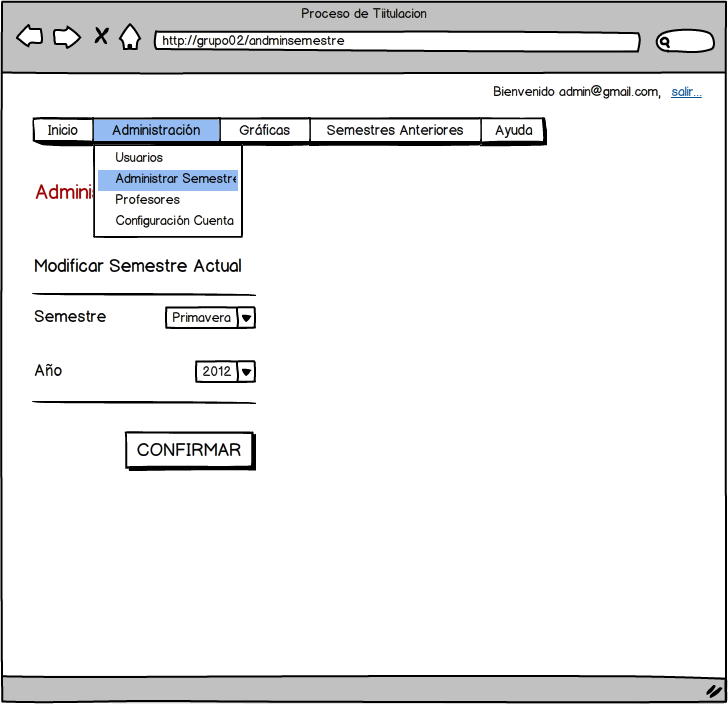 Proceso de Tiitulacion
http://grupo02/andminsemestre
Bienvenido admin@gmail.com, salir...
Inicio Administración Gráficas Semestres Anteriores Ayuda
Usuarios
Administrar Semestre
Admini
Profesores
Configuración Cuenta
Modificar Semestre Actual
Semestre Primavera
Año 2012
CONFIRMAR